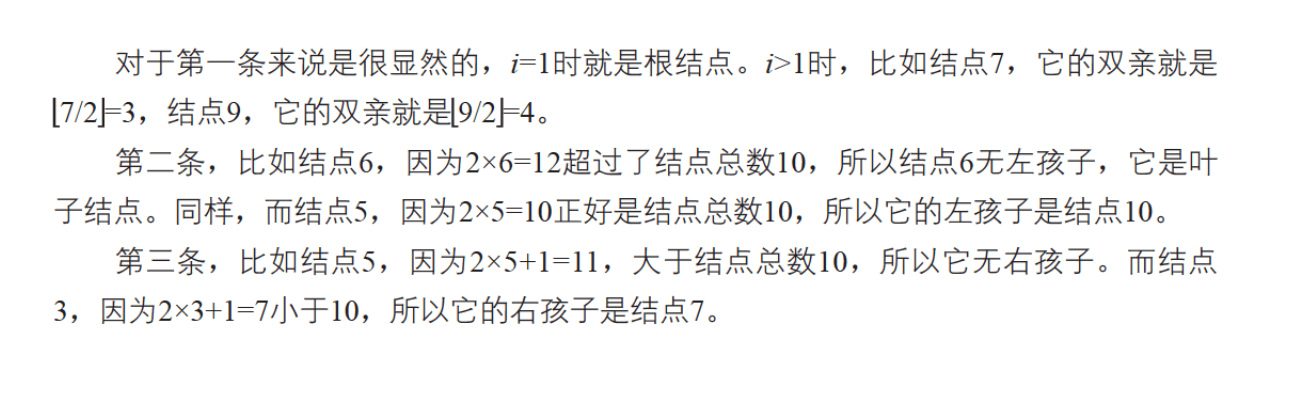 对于第一条来说是很显然的，i=1时就是根结点。i>1时，比如结点7，它的双亲就是
⌊7/2⌋=3，结点9，它的双亲就是⌊9/2⌋=4。
第二条，比如结点6，因为2×6=12超过了结点总数10，所以结点6无左孩子，它是叶
子结点。同样，而结点5，因为2×5=10正好是结点总数10，所以它的左孩子是结点10。
第三条，比如结点5，因为2×5+1=11，大于结点总数10，所以它无右孩子。而结点
3，因为2×3+1=7小于10，所以它的右孩子是结点7。